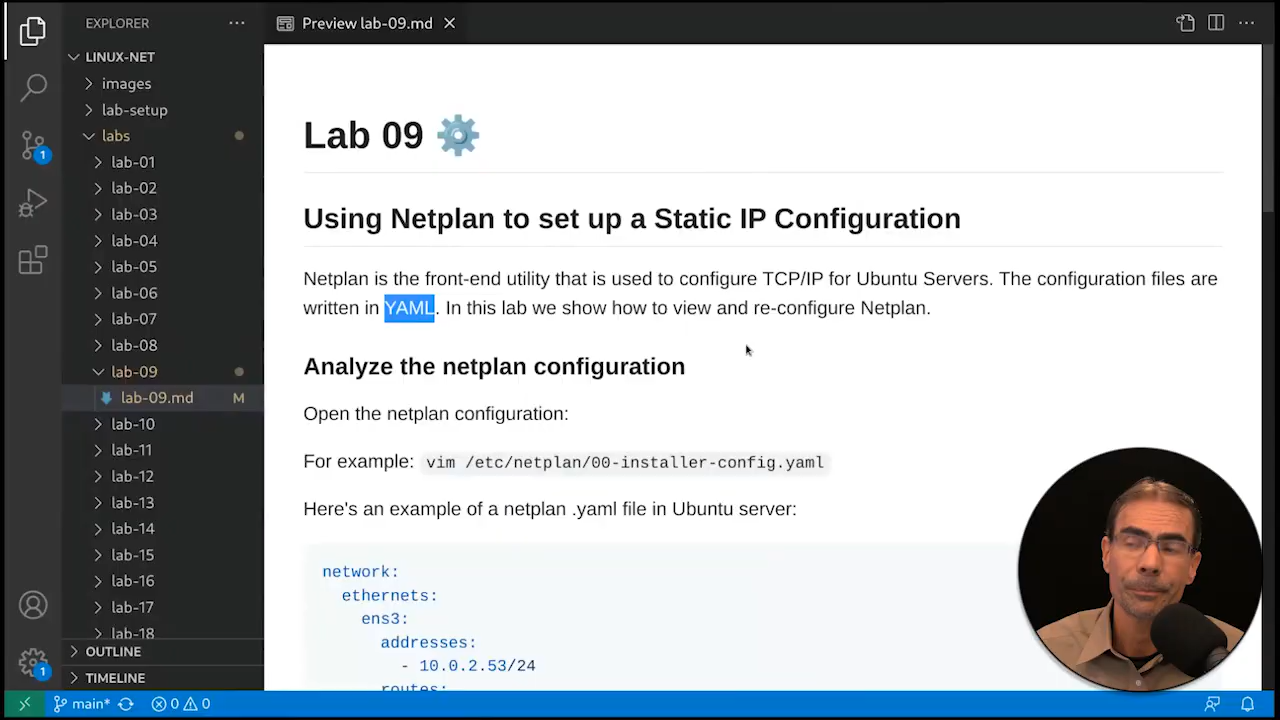 EXPLORER
Preview lab-09.md
LINUX-NET
images
lab-setup
labs
lab-01
lab-02
lab-03
lab-04
lab-05
lab-06
lab-07
lab-08
lab-09
lab-09.md M
lab-10
lab-11
lab-12
lab-13
lab-14
lab-15
lab-16
lab-17
lab-18
OUTLINE
TIMELINE
1
1
Lab 09 ⚙️
Using Netplan to set up a Static IP Configuration
Netplan is the front-end utility that is used to configure TCP/IP for Ubuntu Servers. The configuration files are
written in YAML. In this lab we show how to view and re-configure Netplan.
Analyze the netplan configuration
Open the netplan configuration:
For example: vim /etc/netplan/00-installer-config.yaml
Here's an example of a netplan .yaml file in Ubuntu server:
network:
ethernets:
ens3:
addresses:
- 10.0.2.53/24
routes:
main* 0 0